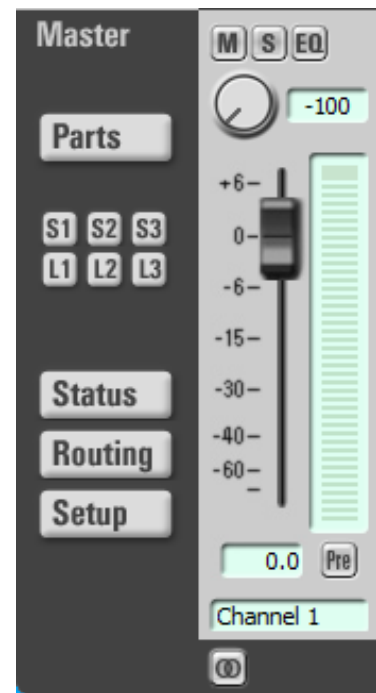 Master
Parts
S1 S2 S3
L1 L2 L3
Status
Routing
Setup
M S EQ
-100
+6-
0-
-6-
-15-
-30-
-40-
-60-
-
0.0 Pre
Channel 1